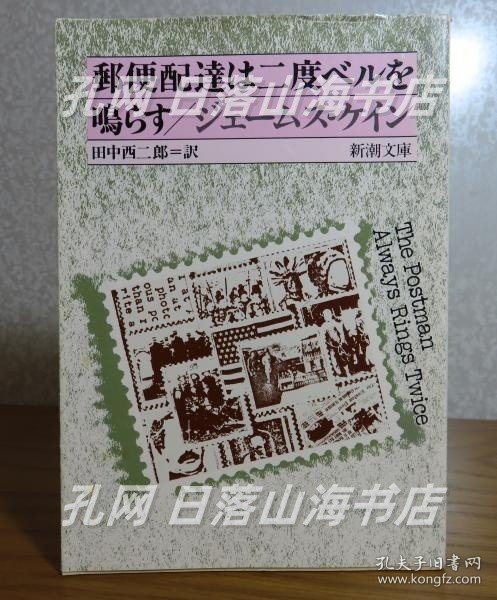 郵便配達は二度ベルを
鳴らす/ジェームス・ケイン
田中西二郎=訳
新潮文庫
The Postman
Always Rings Twice
孔网 日落山海书店
孔网 日落山海书店
孔夫子旧书网
www.kongfz.com